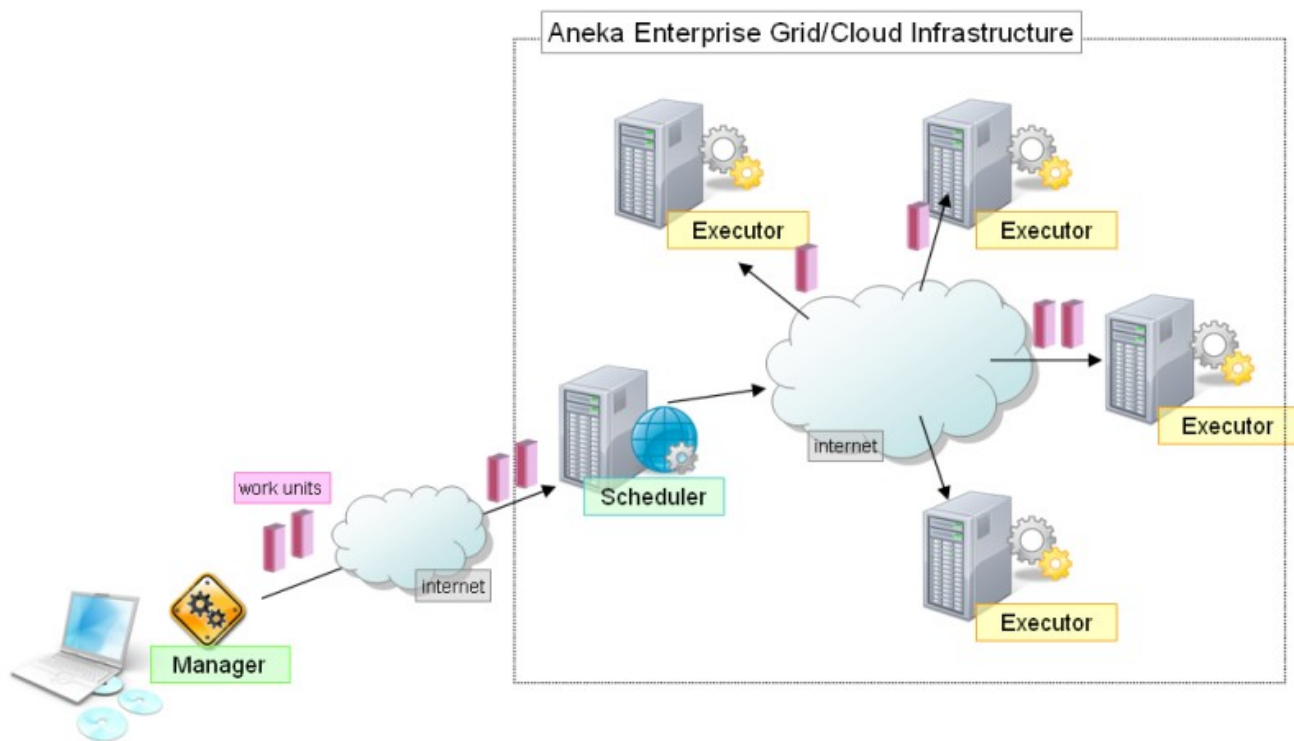 Aneka Enterprise Grid/Cloud Infrastructure
Executor
Executor
Executor
internet
work units
Scheduler
internet
Executor
Manager